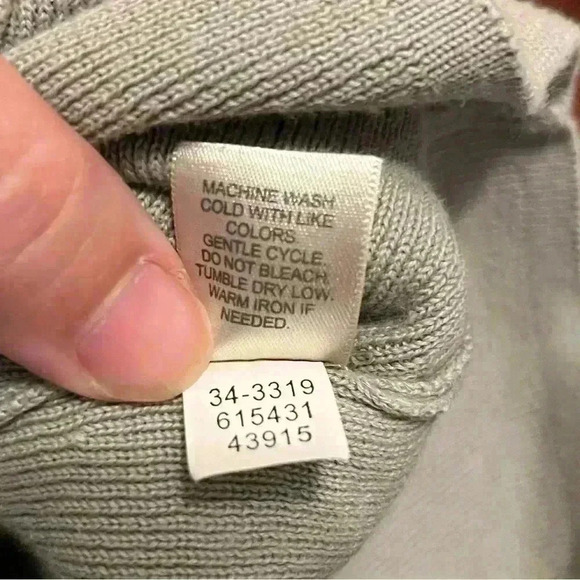 MACHINE WASH
COLD WITH LIKE
COLORS.
GENTLE CYCLE.
DO NOT BLEACH.
TUMBLE DRY LOW.
WARM IRON IF
NEEDED.
34-3319
615431
43915